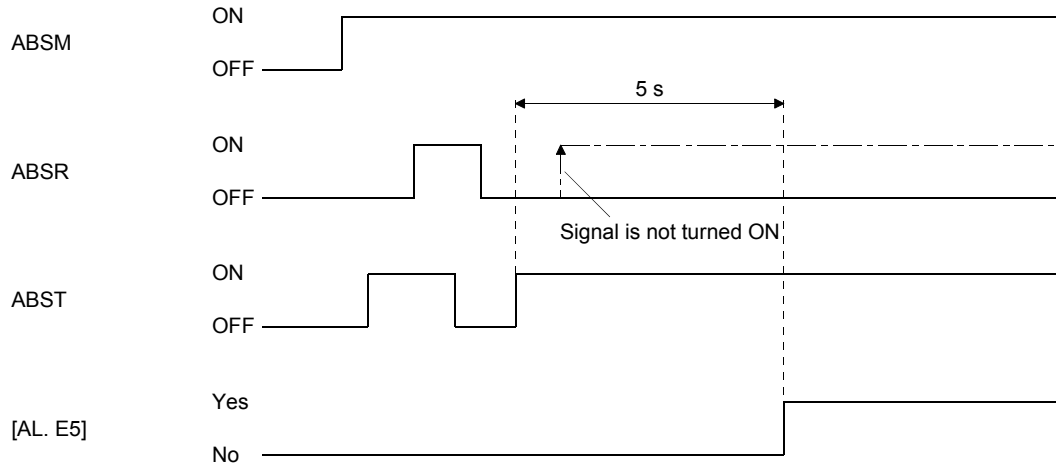 ON
ABSM
OFF
5 s
ON
ABSR
OFF
Signal is not turned ON
ON
ABST
OFF
Yes
[AL. E5]
No